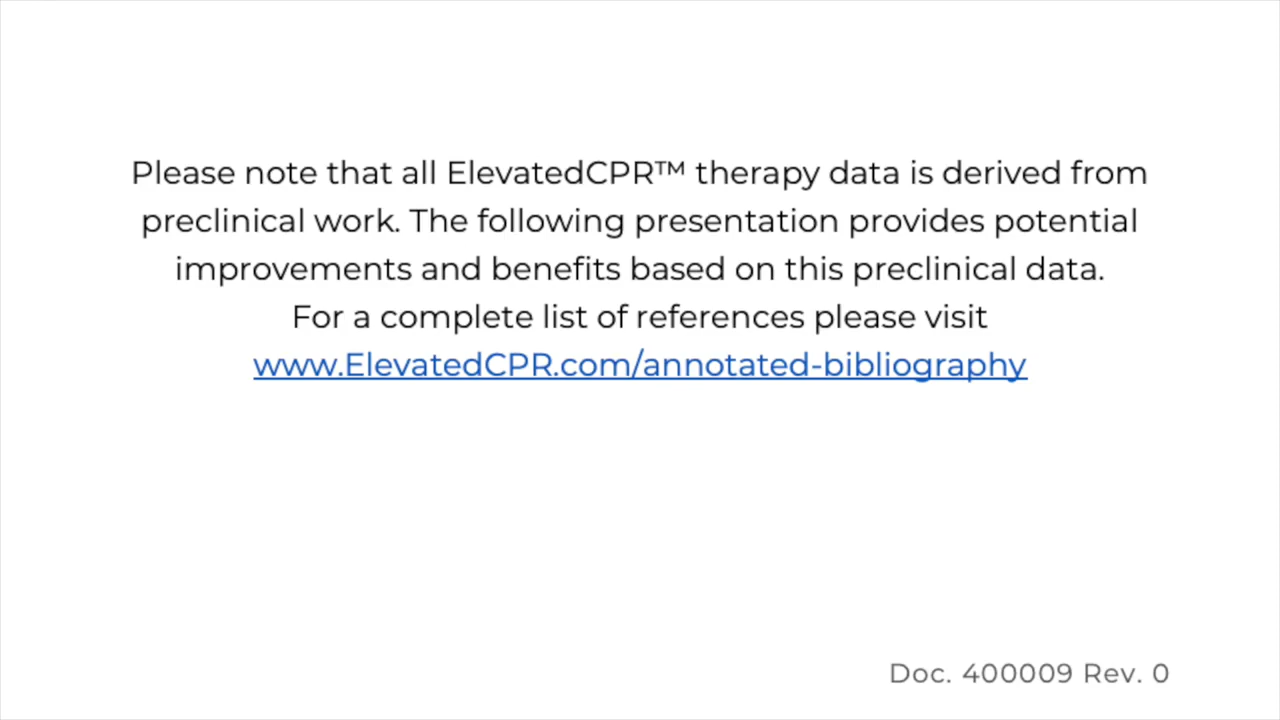 Please note that all ElevatedCPR™ therapy data is derived from
preclinical work. The following presentation provides potential
improvements and benefits based on this preclinical data.
For a complete list of references please visit
www.ElevatedCPR.com/annotated-bibliography
Doc. 400009 Rev. 0